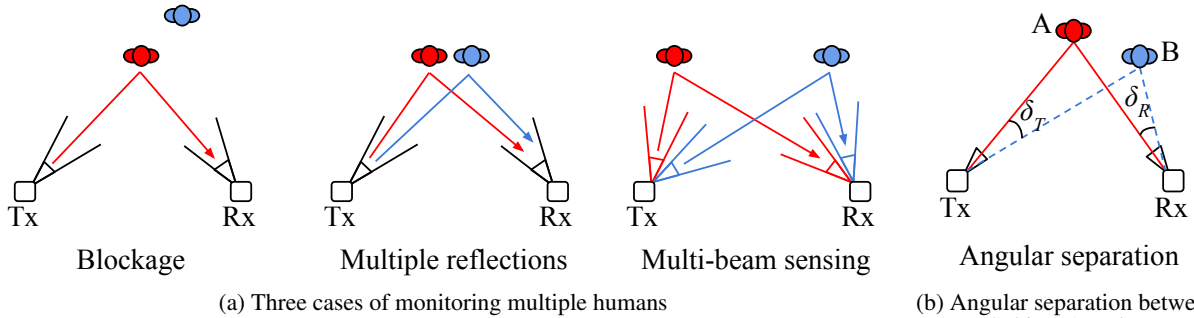 A
B
δT
δR
Tx
Rx
Tx
Rx
Tx
Rx
Tx
Rx
Blockage
Multiple reflections
Multi-beam sensing
Angular separation
(a) Three cases of monitoring multiple humans
(b) Angular separation betwe